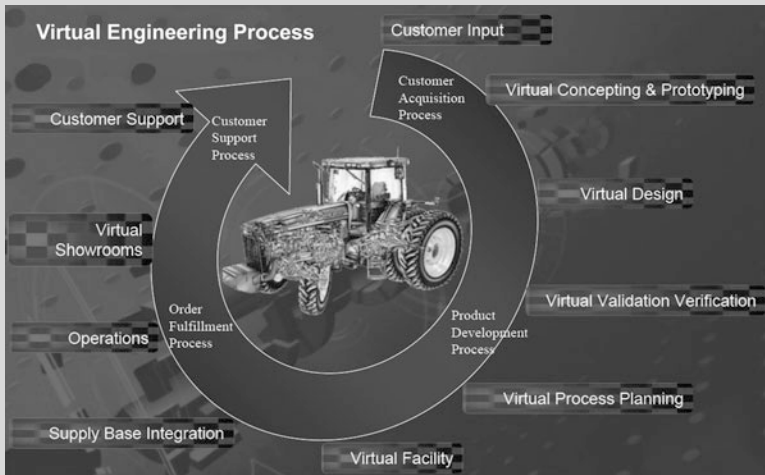 Virtual Engineering Process
Customer Input
Customer
Acquisition
Process
Virtual Concepting & Prototyping
Virtual Design
Virtual Validation Verification
Product
Development
Process
Virtual Process Planning
Virtual Facility
Supply Base Integration
Operations
Order
Fulfillment
Process
Virtual
Showrooms
Customer Support
Customer
Support
Process